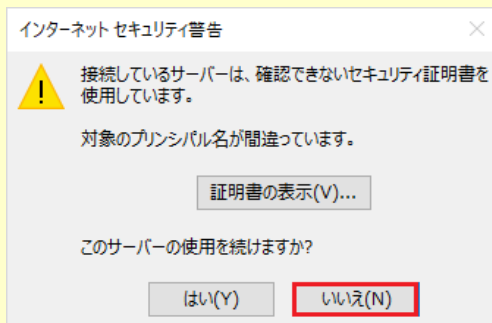 インターネット セキュリティ警告
接続しているサーバーは、確認できないセキュリティ証明書を
使用しています。
対象のプリンシパル名が間違っています。
証明書の表示(V)...
このサーバーの使用を続けますか?
はい(Y) いいえ(N)